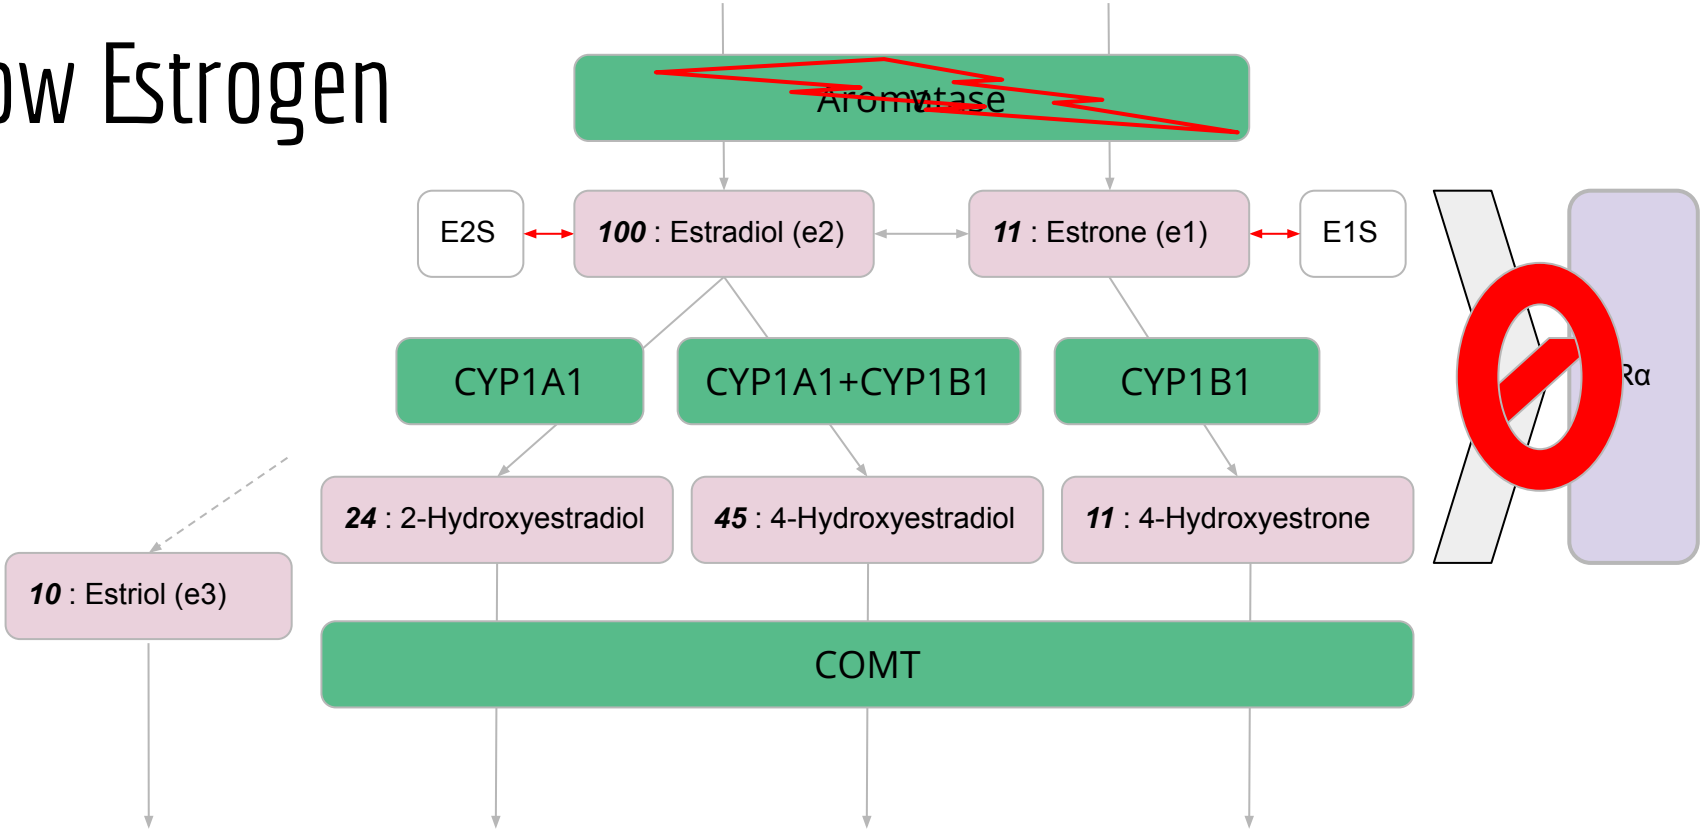 ow Estrogen
Aromatase
E2S
100 : Estradiol (e2)
11 : Estrone (e1)
E1S
CYP1A1
CYP1A1+CYP1B1
CYP1B1
Rα
24 : 2-Hydroxyestradiol
45 : 4-Hydroxyestradiol
11 : 4-Hydroxyestrone
10 : Estriol (e3)
COMT